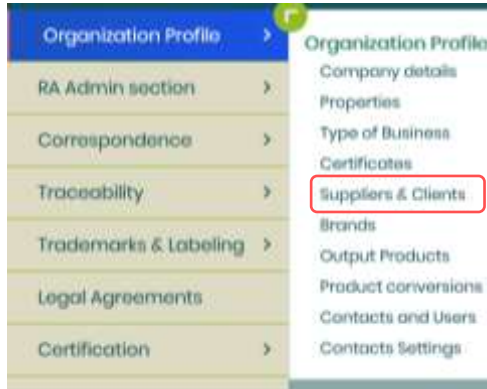 Organization Profile
RA Admin section
Correspondence
Traceability
Trademarks & Labeling
Legal Agreements
Certification
Organization Profile
Company details
Properties
Type of Business
Certificates
Suppliers & Clients
Brands
Output Products
Product conversions
Contacts and Users
Contacts Settings